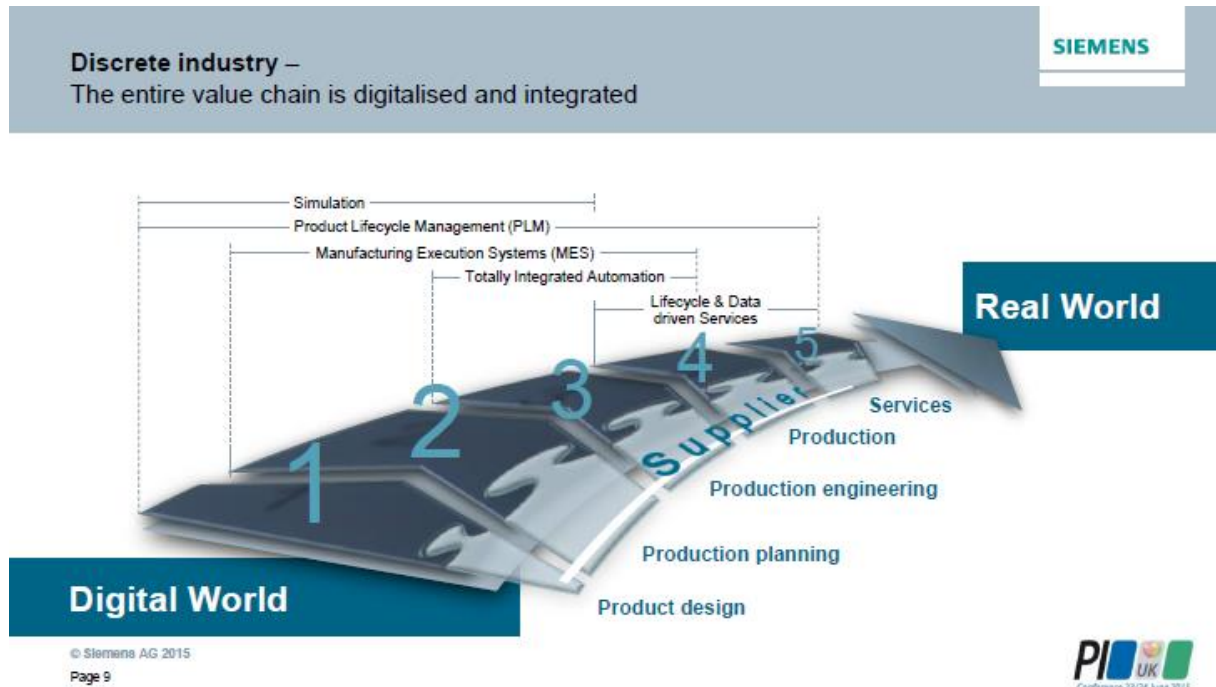 Discrete industry –
The entire value chain is digitalised and integrated
SIEMENS
Simulation
Product Lifecycle Management (PLM)
Manufacturing Execution Systems (MES)
Totally Integrated Automation
Lifecycle & Data
driven Services
Real World
1
2
3
4
5
Supplier
Services
Production
Production engineering
Production planning
Product design
Digital World
© Siemens AG 2015
Page 9
PI
UK